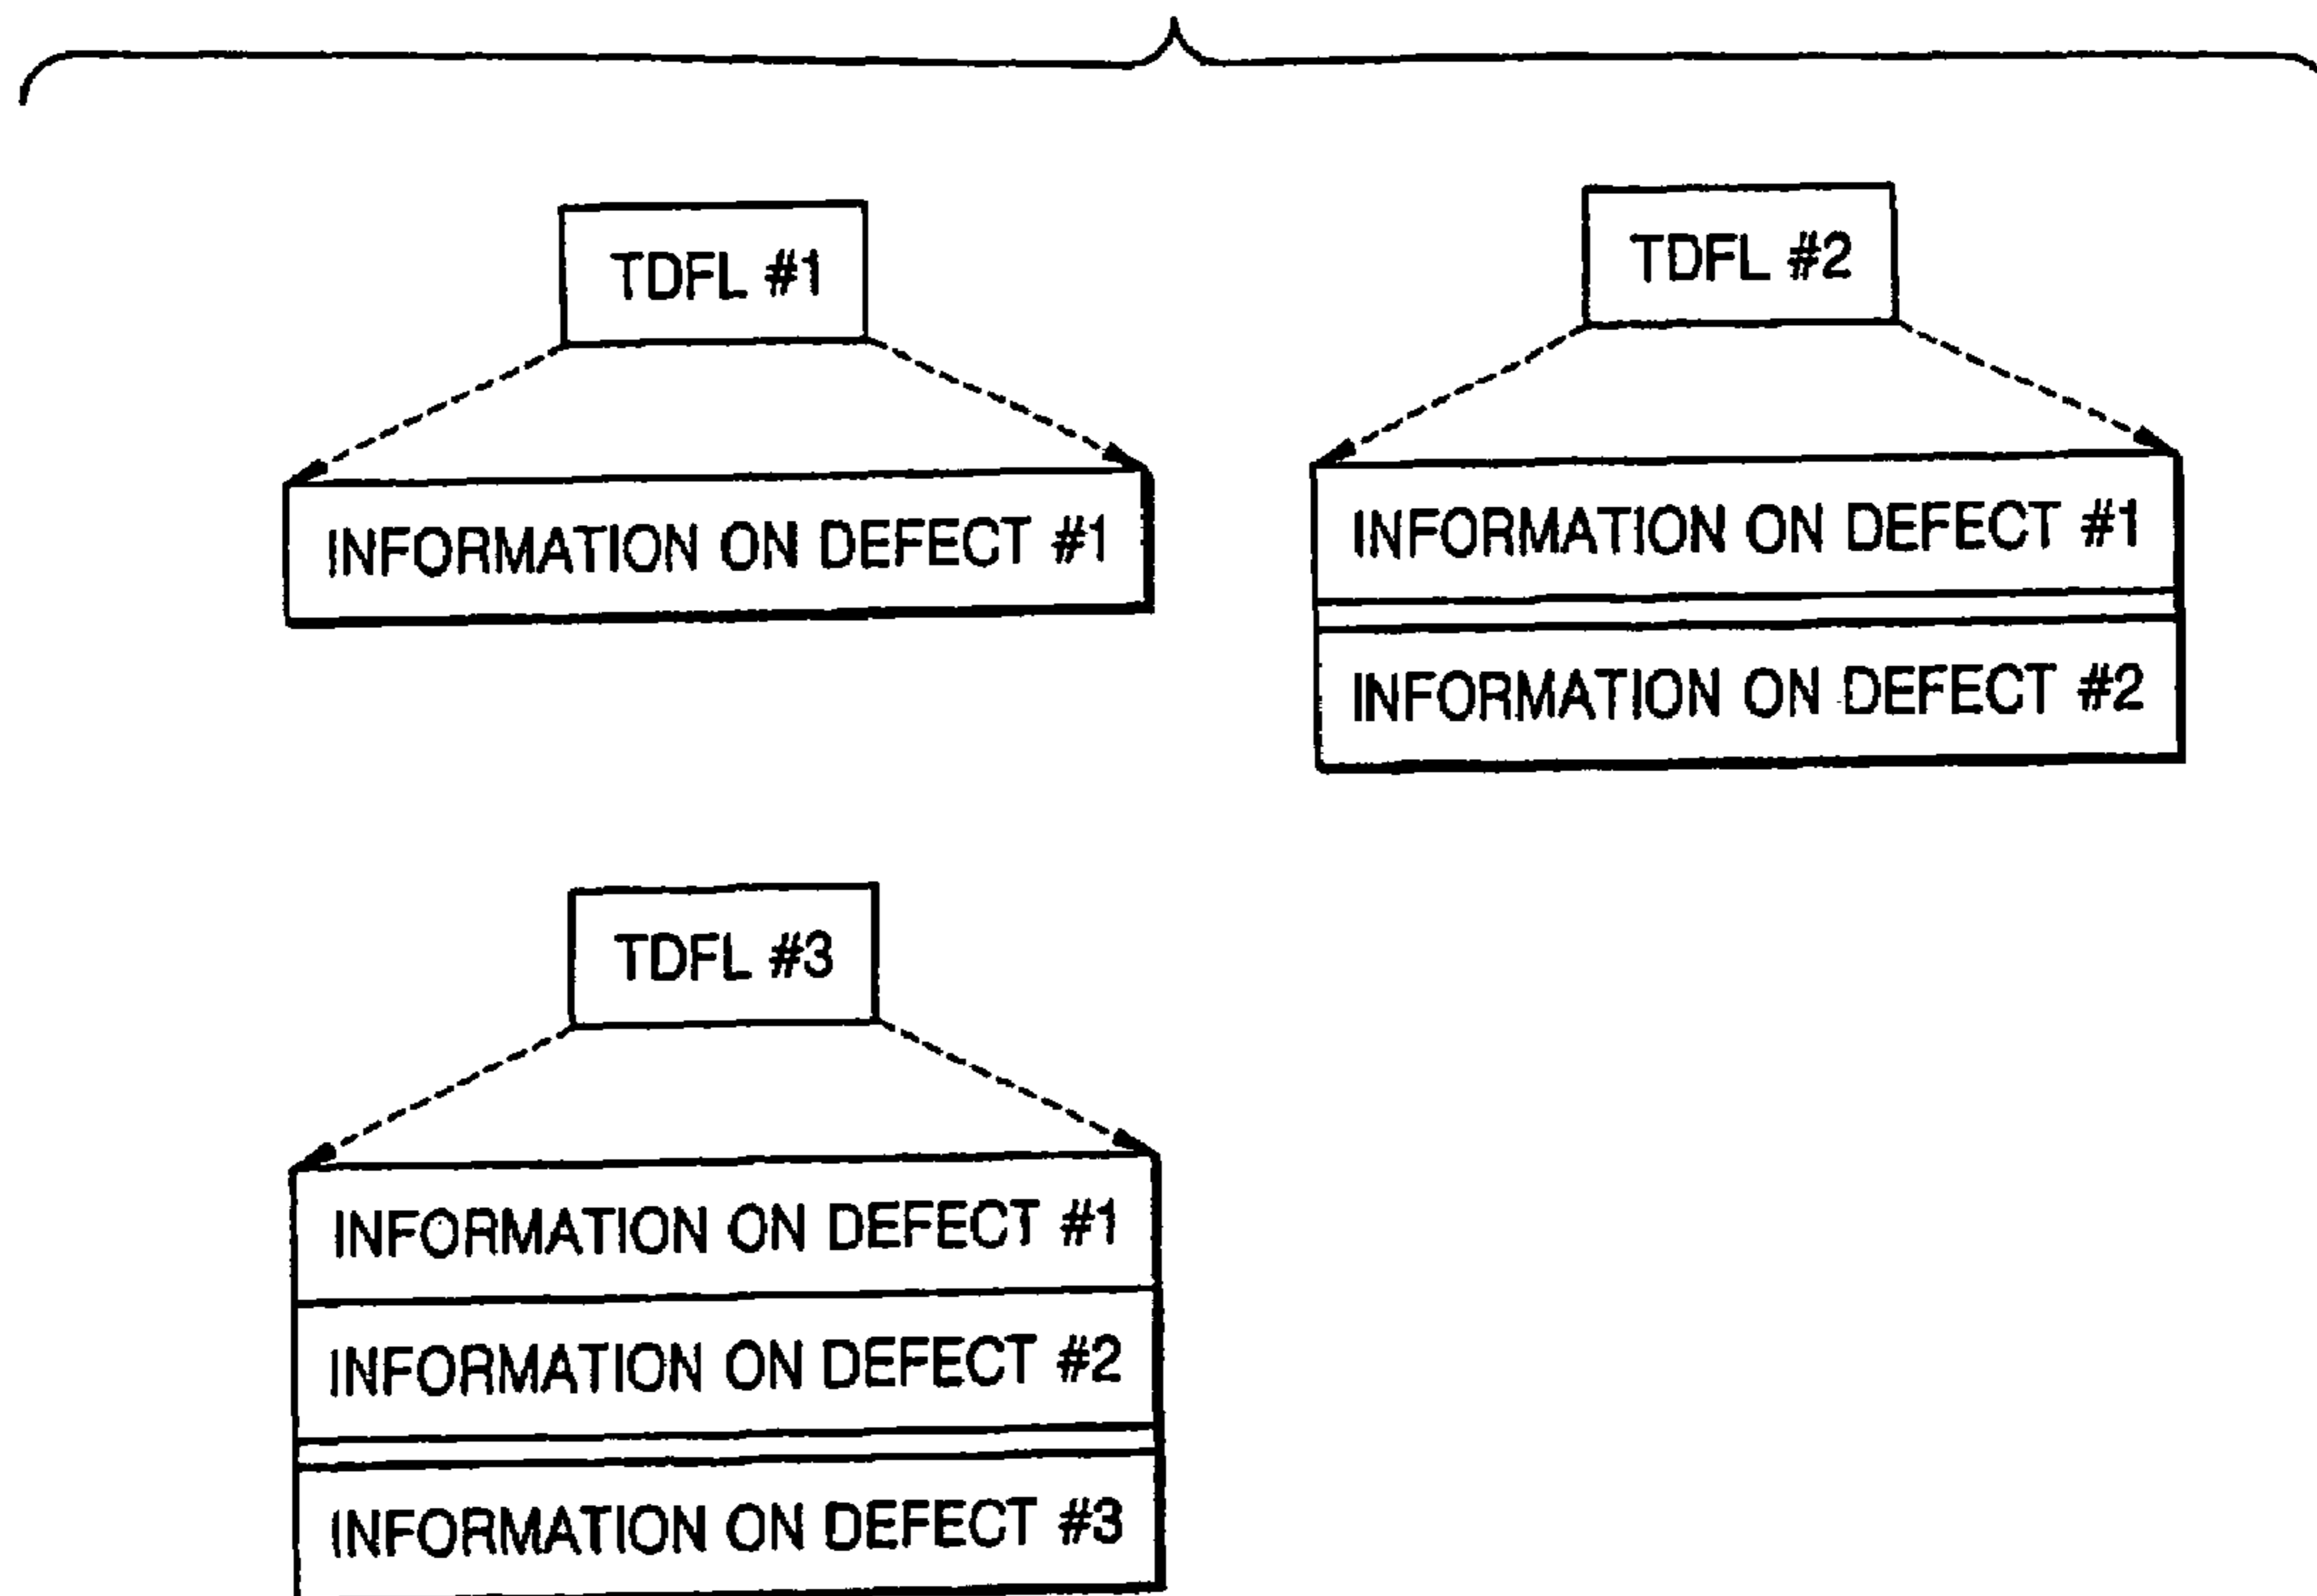 TDFL #1
INFORMATION ON DEFECT #1
TDFL #2
INFORMATION ON DEFECT #1
INFORMATION ON DEFECT #2
TDFL #3
INFORMATION ON DEFECT #1
INFORMATION ON DEFECT #2
INFORMATION ON DEFECT #3